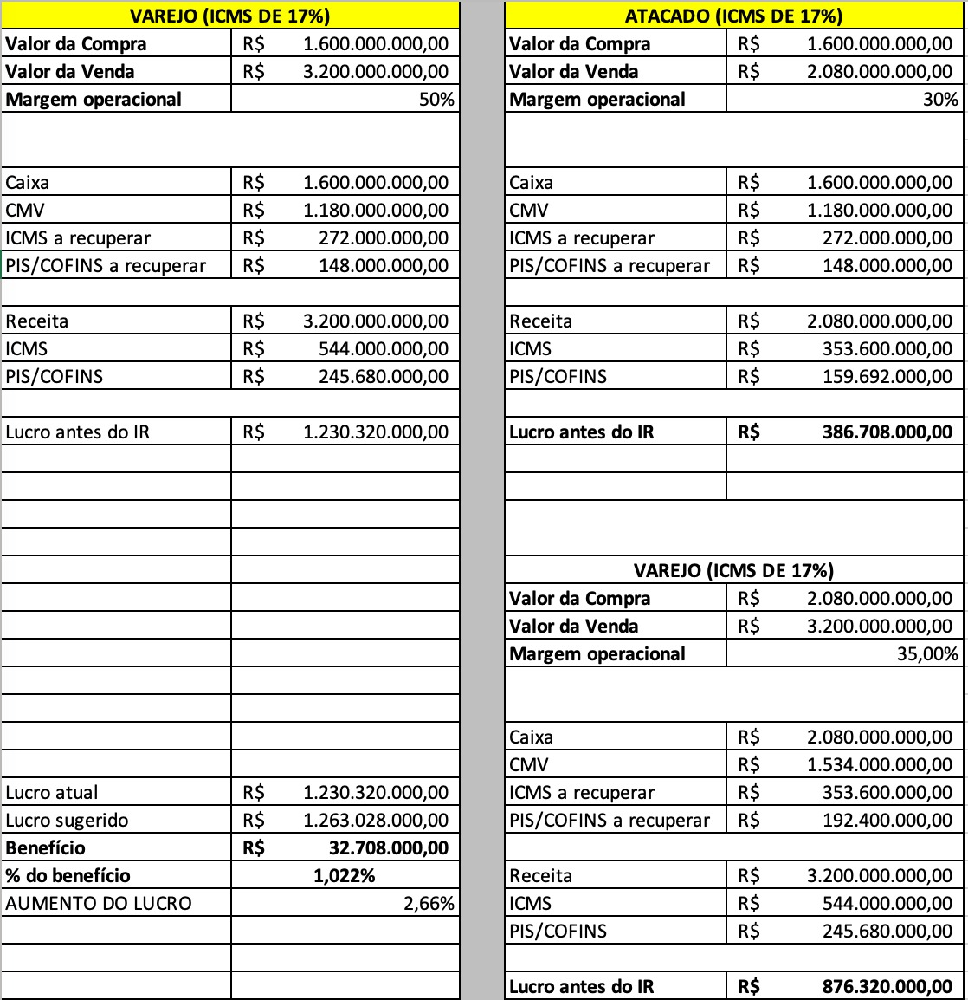 VAREJO (ICMS DE 17%)
Valor da Compra R$ 1.600.000.000,00
Valor da Venda R$ 3.200.000.000,00
Margem operacional 50%
Caixa R$ 1.600.000.000,00
CMV R$ 1.180.000.000,00
ICMS a recuperar R$ 272.000.000,00
PIS/COFINS a recuperar R$ 148.000.000,00
Receita R$ 3.200.000.000,00
ICMS R$ 544.000.000,00
PIS/COFINS R$ 245.680.000,00
Lucro antes do IR R$ 1.230.320.000,00
Lucro atual R$ 1.230.320.000,00
Lucro sugerido R$ 1.263.028.000,00
Benefício R$ 32.708.000,00
% do benefício 1,022%
AUMENTO DO LUCRO 2,66%
ATACADO (ICMS DE 17%)
Valor da Compra R$ 1.600.000.000,00
Valor da Venda R$ 2.080.000.000,00
Margem operacional 30%
Caixa R$ 1.600.000.000,00
CMV R$ 1.180.000.000,00
ICMS a recuperar R$ 272.000.000,00
PIS/COFINS a recuperar R$ 148.000.000,00
Receita R$ 2.080.000.000,00
ICMS R$ 353.600.000,00
PIS/COFINS R$ 159.692.000,00
Lucro antes do IR R$ 386.708.000,00
VAREJO (ICMS DE 17%)
Valor da Compra R$ 2.080.000.000,00
Valor da Venda R$ 3.200.000.000,00
Margem operacional 35,00%
Caixa R$ 2.080.000.000,00
CMV R$ 1.534.000.000,00
ICMS a recuperar R$ 353.600.000,00
PIS/COFINS a recuperar R$ 192.400.000,00
Receita R$ 3.200.000.000,00
ICMS R$ 544.000.000,00
PIS/COFINS R$ 245.680.000,00
Lucro antes do IR R$ 876.320.000,00